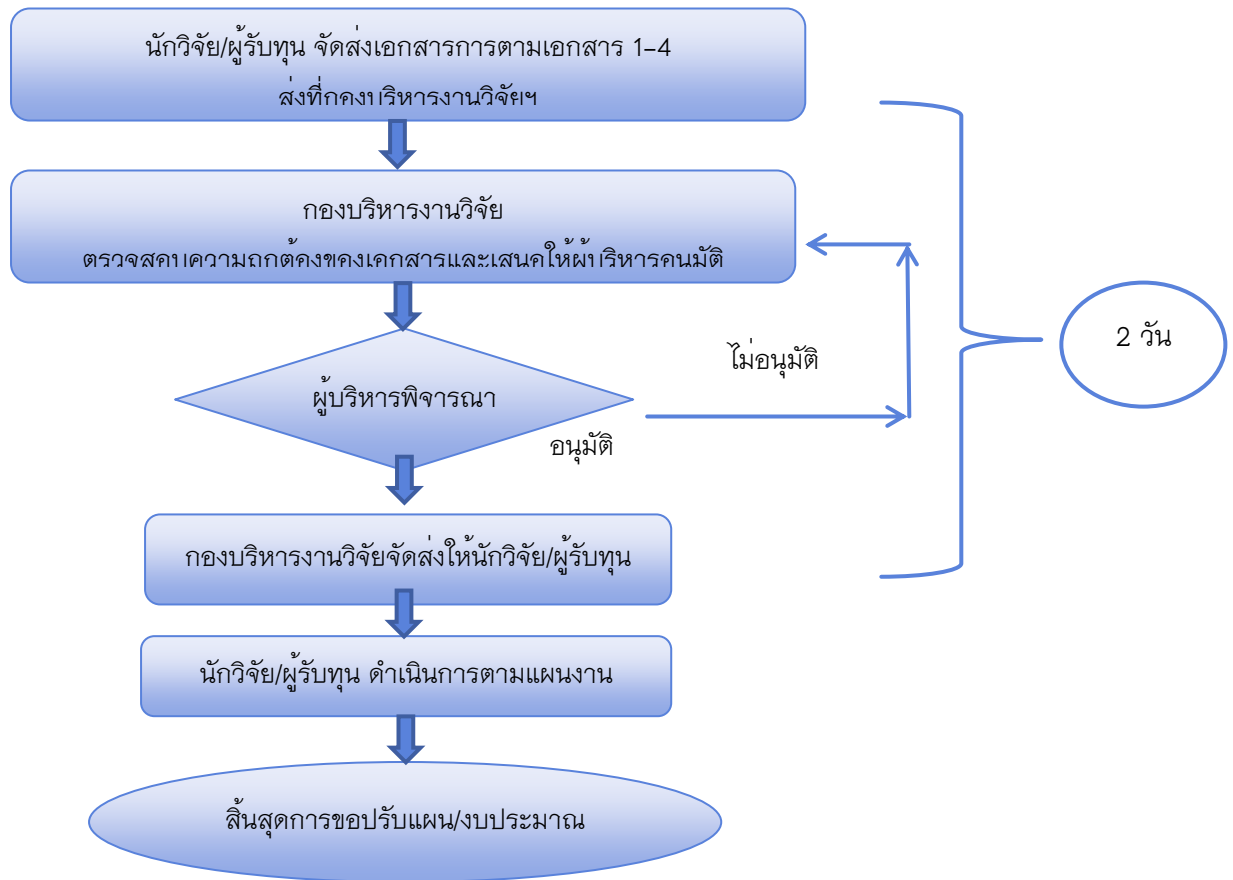 นักวิจัย/ผู้รับทุน จัดส่งเอกสารการตามเอกสาร 1-4
ส่งที่กองบริหารงานวิจัยฯ
กองบริหารงานวิจัย
ตรวจสอบความถูกต้องของเอกสารและเสนอให้ผู้บริหารอนุมัติ
ไม่อนุมัติ
2 วัน
ผู้บริหารพิจารณา
อนุมัติ
กองบริหารงานวิจัยจัดส่งให้นักวิจัย/ผู้รับทุน
นักวิจัย/ผู้รับทุน ดำเนินการตามแผนงาน
สิ้นสุดการขอปรับแผน/งบประมาณ